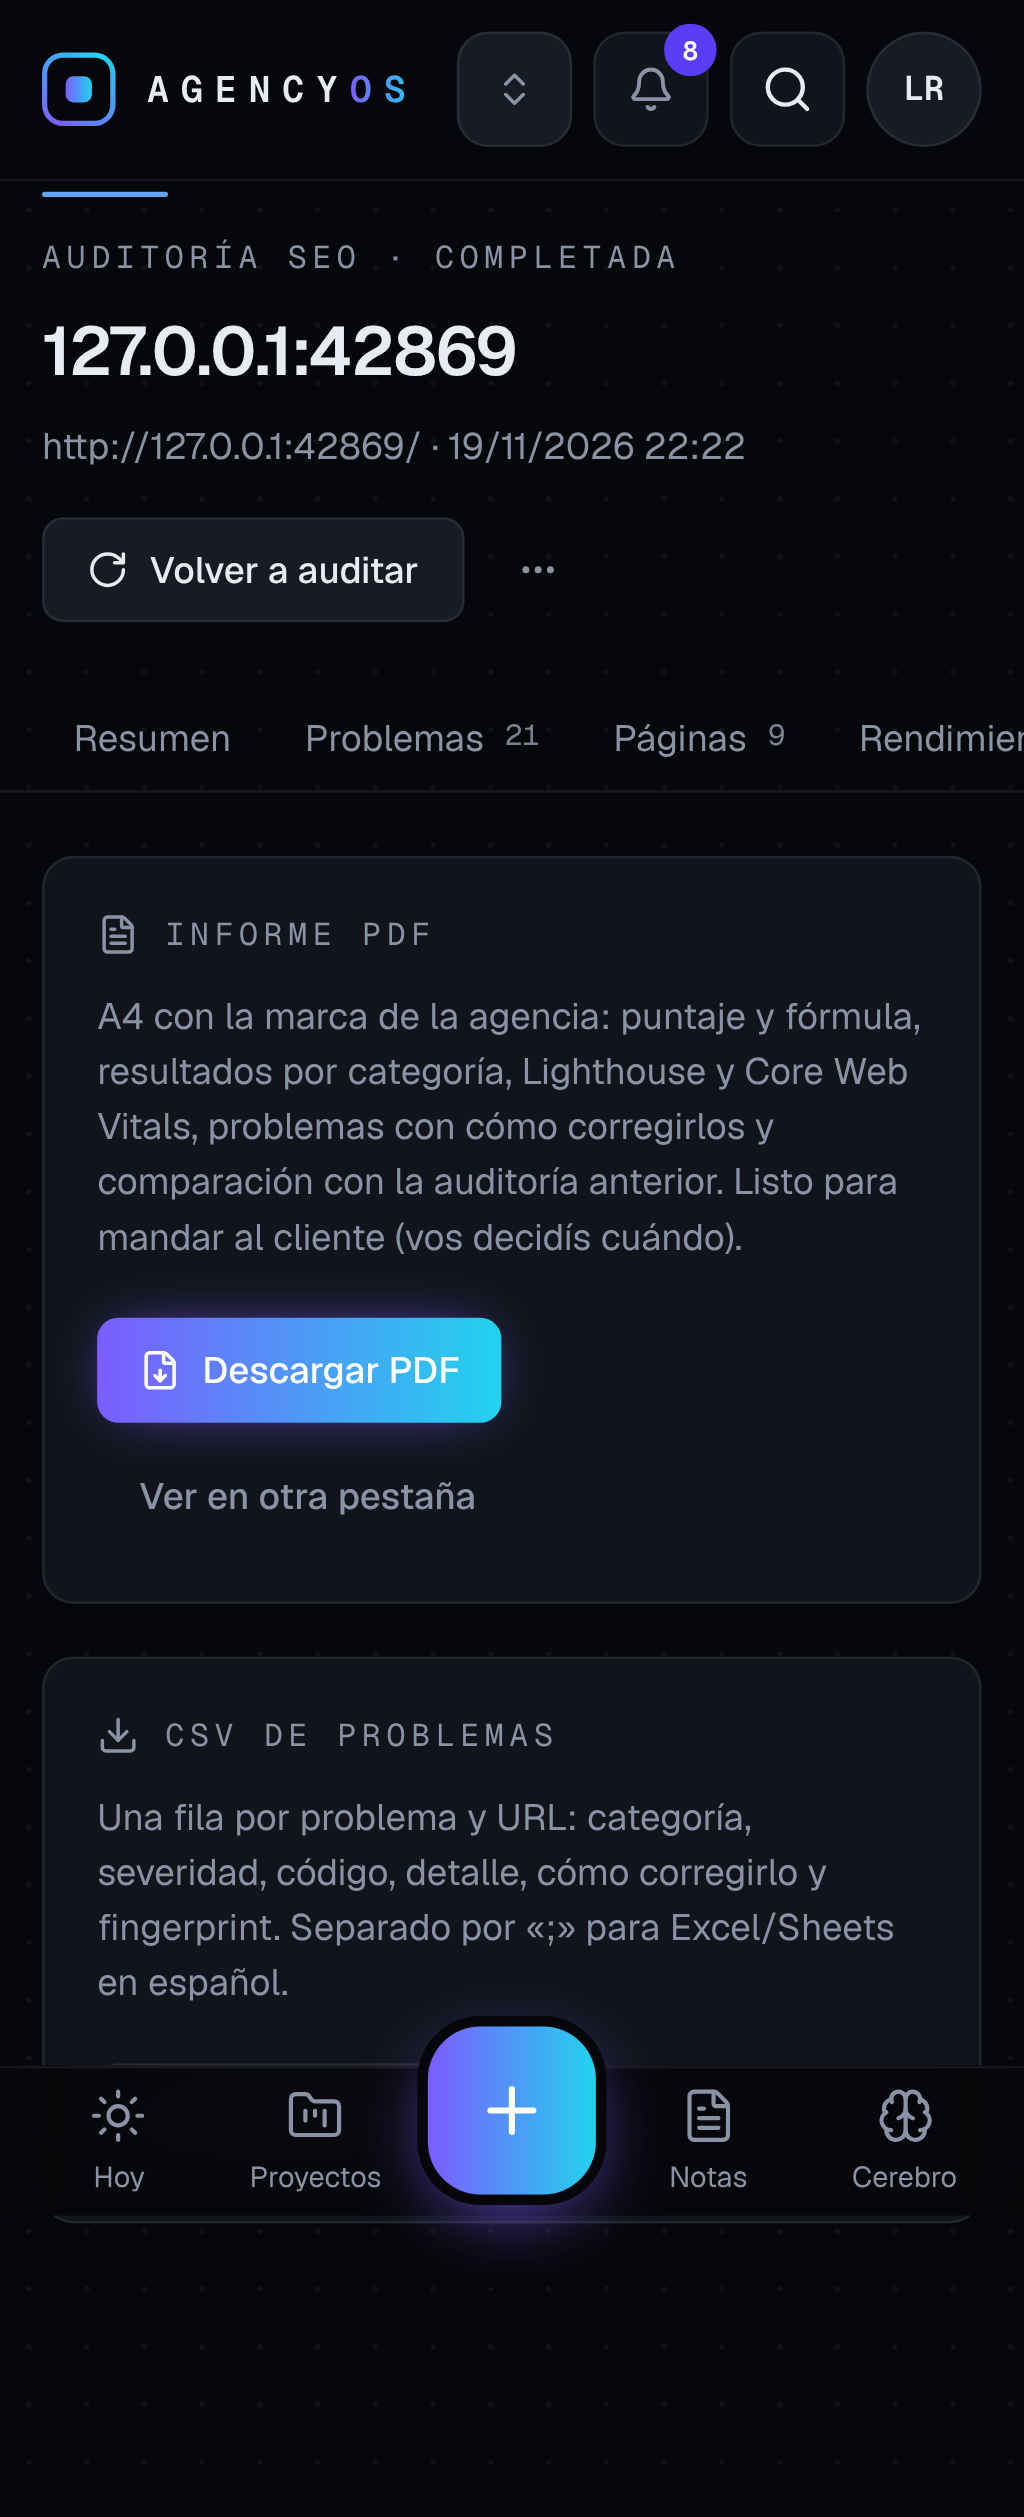 AGENCYOS
8
LR
AUDITORÍA SEO · COMPLETADA
127.0.0.1:42869
http://127.0.0.1:42869/ · 19/11/2026 22:22
Volver a auditar
Resumen Problemas 21 Páginas 9 Rendimier
INFORME PDF
A4 con la marca de la agencia: puntaje y fórmula,
resultados por categoría, Lighthouse y Core Web
Vitals, problemas con cómo corregirlos y
comparación con la auditoría anterior. Listo para
mandar al cliente (vos decidís cuándo).
Descargar PDF
Ver en otra pestaña
CSV DE PROBLEMAS
Una fila por problema y URL: categoría,
severidad, código, detalle, cómo corregirlo y
fingerprint. Separado por «;» para Excel/Sheets
en español.
Hoy Proyectos Notas Cerebro